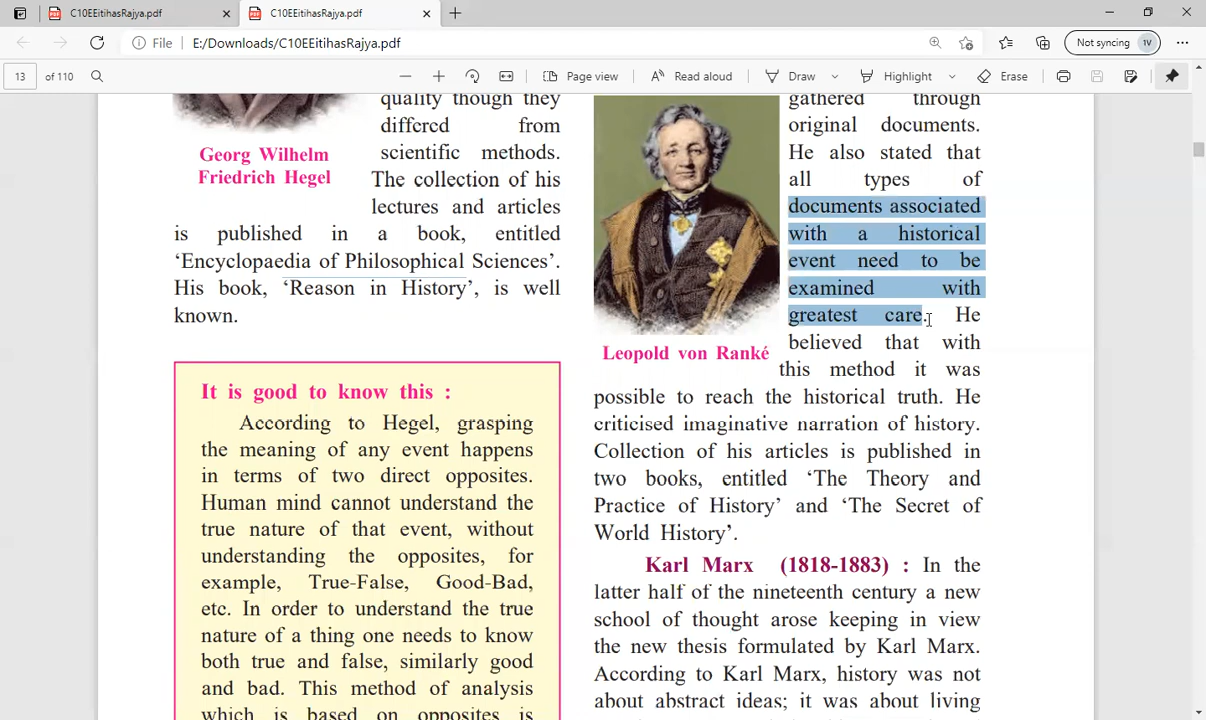 C10EEitihasRajya.pdf
C10EEitihasRajya.pdf
File
E:/Downloads/C10EEitihasRajya.pdf
Not syncing
1V
13
of 110
Page view
Read aloud
Draw
Highlight
Erase
quality though they
differed from
scientific methods.
Georg Wilhelm
Friedrich Hegel
The collection of his
lectures and articles
is published in a book, entitled
‘Encyclopaedia of Philosophical Sciences’.
His book, ‘Reason in History’, is well
known.
It is good to know this :
According to Hegel, grasping
the meaning of any event happens
in terms of two direct opposites.
Human mind cannot understand the
true nature of that event, without
understanding the opposites, for
example, True-False, Good-Bad,
etc. In order to understand the true
nature of a thing one needs to know
both true and false, similarly good
and bad. This method of analysis
which is based on opposites is
gathered through
original documents.
He also stated that
all types of
documents associated
with a historical
event need to be
examined with
greatest care. He
believed that with
Leopold von Ranké
this method it was
possible to reach the historical truth. He
criticised imaginative narration of history.
Collection of his articles is published in
two books, entitled ‘The Theory and
Practice of History’ and ‘The Secret of
World History’.
Karl Marx (1818-1883) : In the
latter half of the nineteenth century a new
school of thought arose keeping in view
the new thesis formulated by Karl Marx.
According to Karl Marx, history was not
about abstract ideas; it was about living